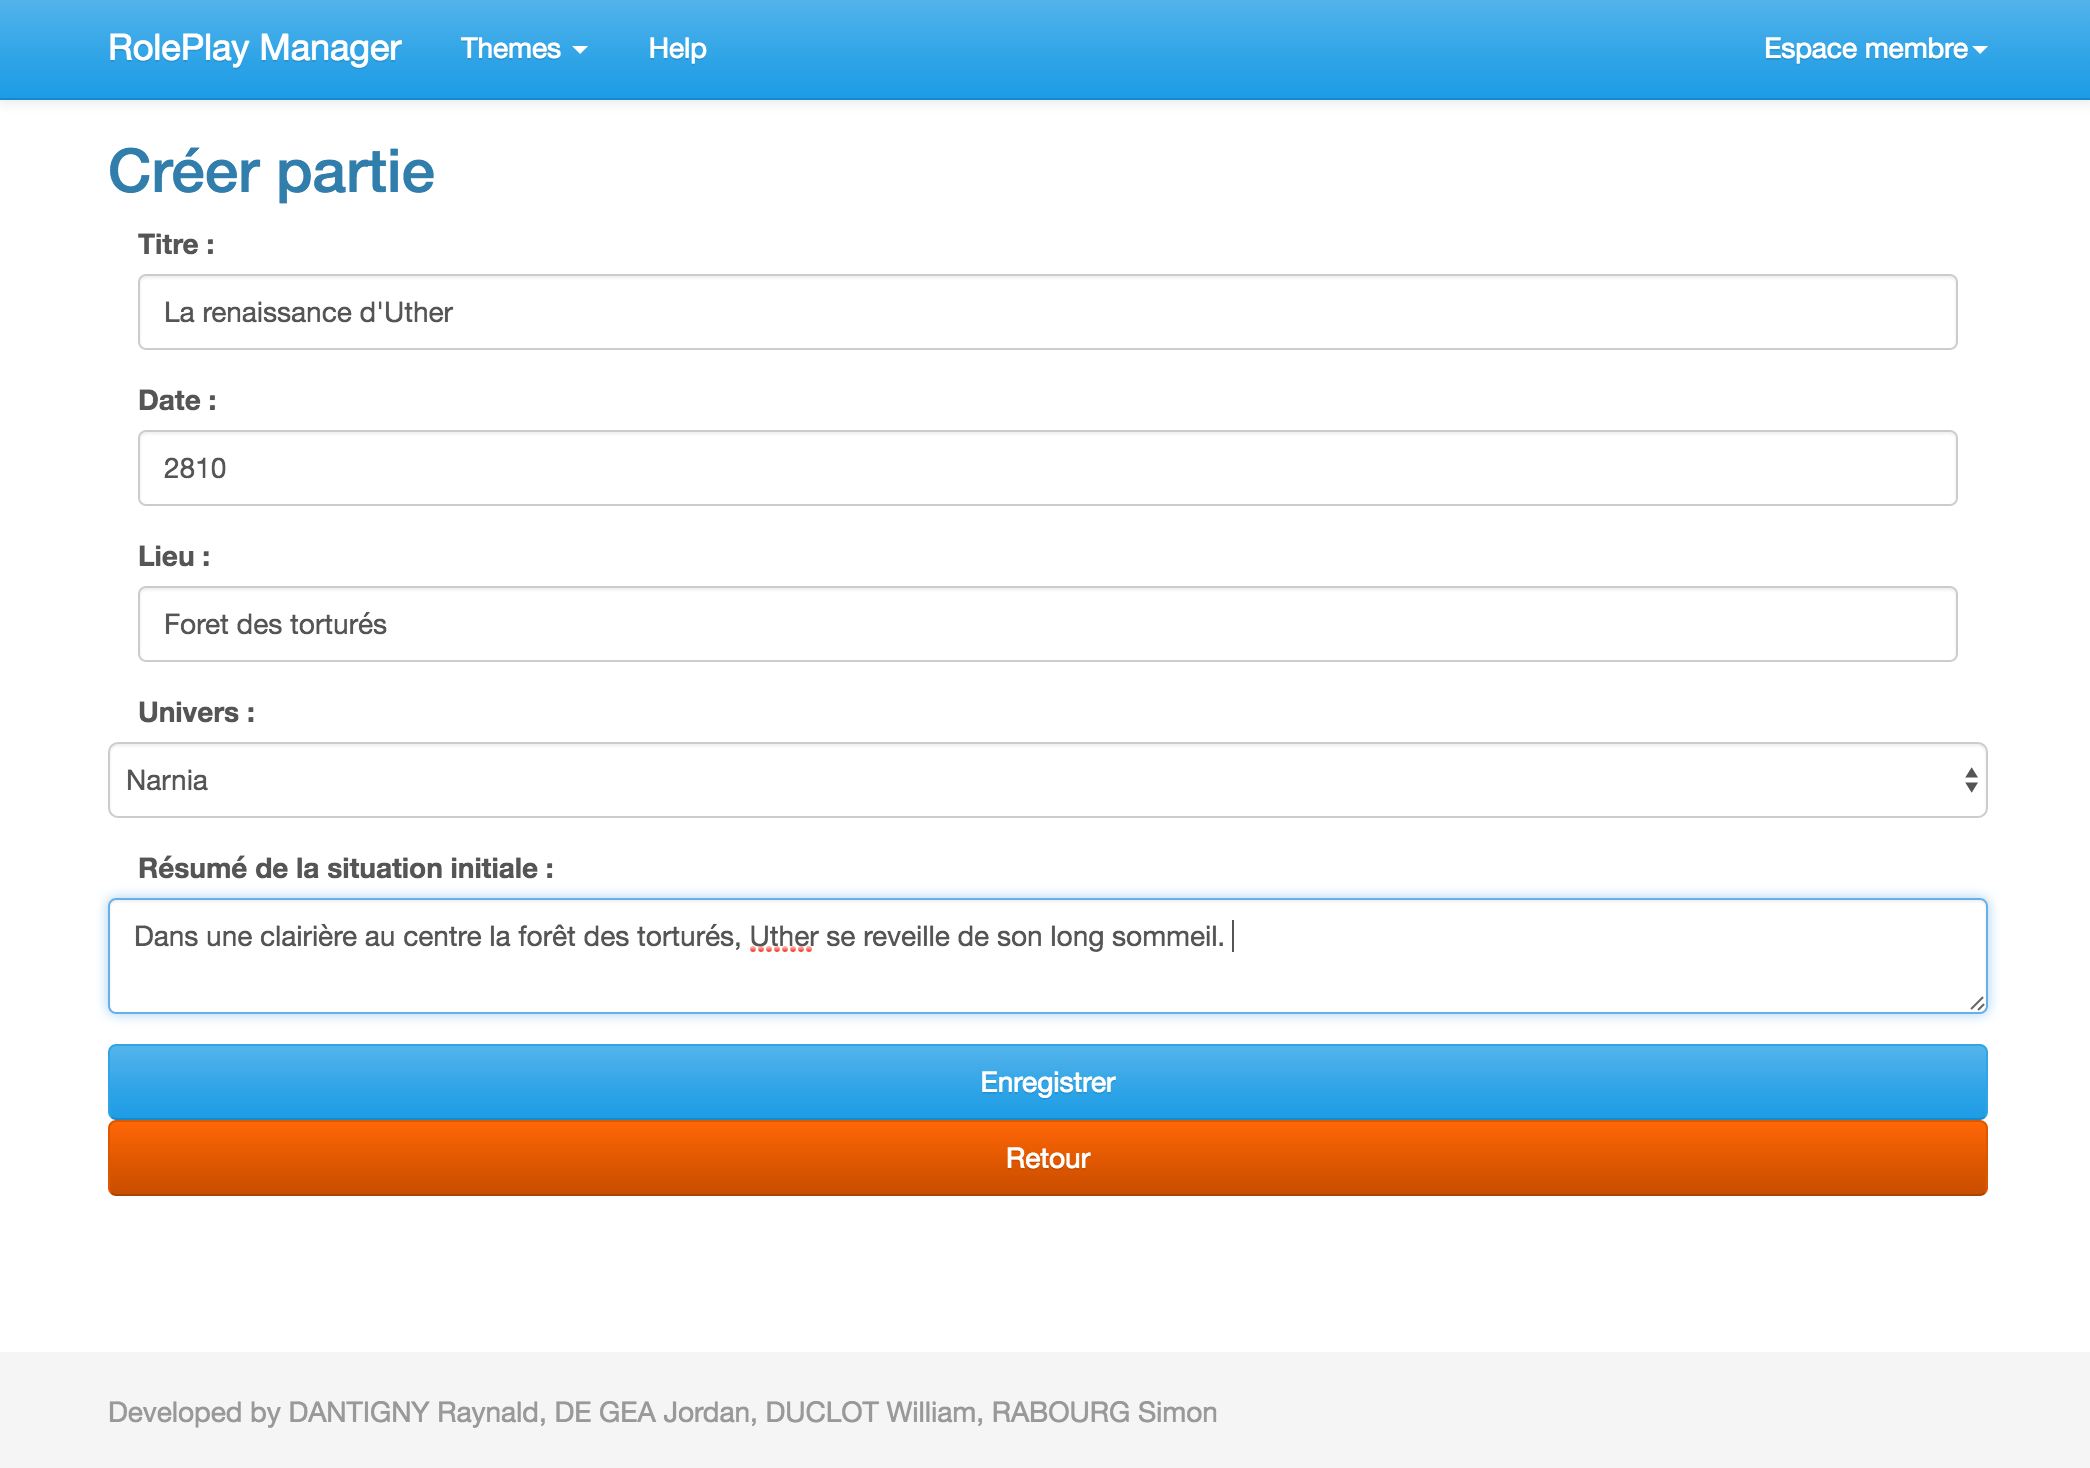 RolePlay Manager Themes Help Espace membre
Créer partie
Titre :
La renaissance d'Uther
Date :
2810
Lieu :
Foret des torturés
Univers :
Narnia
Résumé de la situation initiale :
Dans une clairière au centre la forêt des torturés, Uther se reveille de son long sommeil.
Enregistrer
Retour
Developed by DANTIGNY Raynald, DE GEA Jordan, DUCLOT William, RABOURG Simon